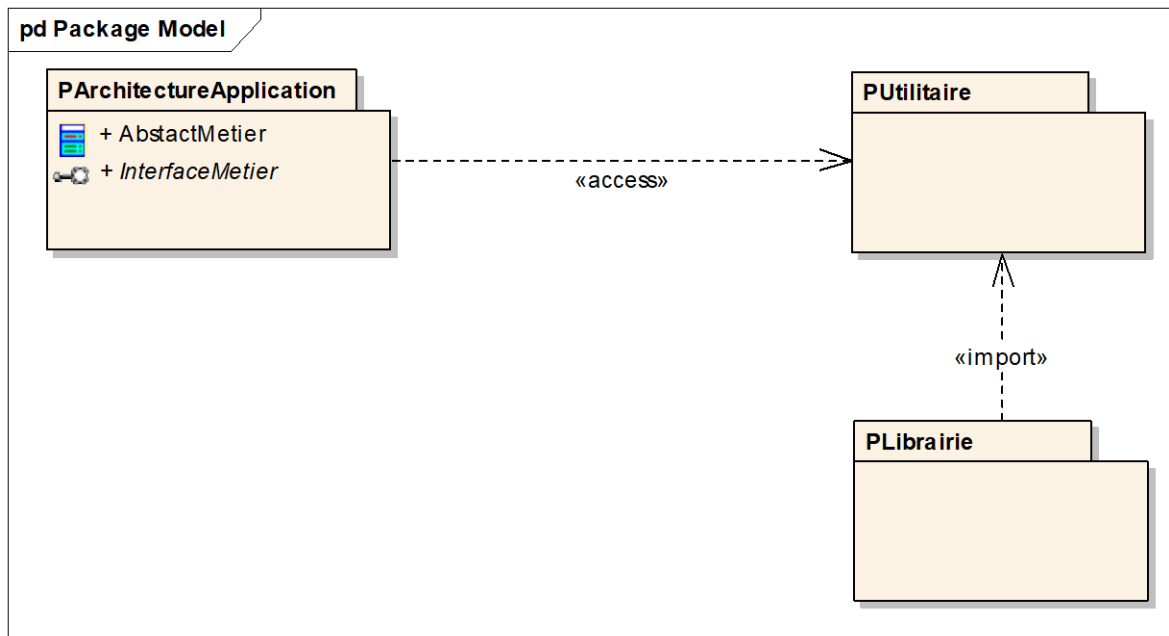 pd Package Model
PArchitectureApplication
+ AbstactMetier
+ InterfaceMetier
«access»
PUtilitaire
«import»
PLibrairie